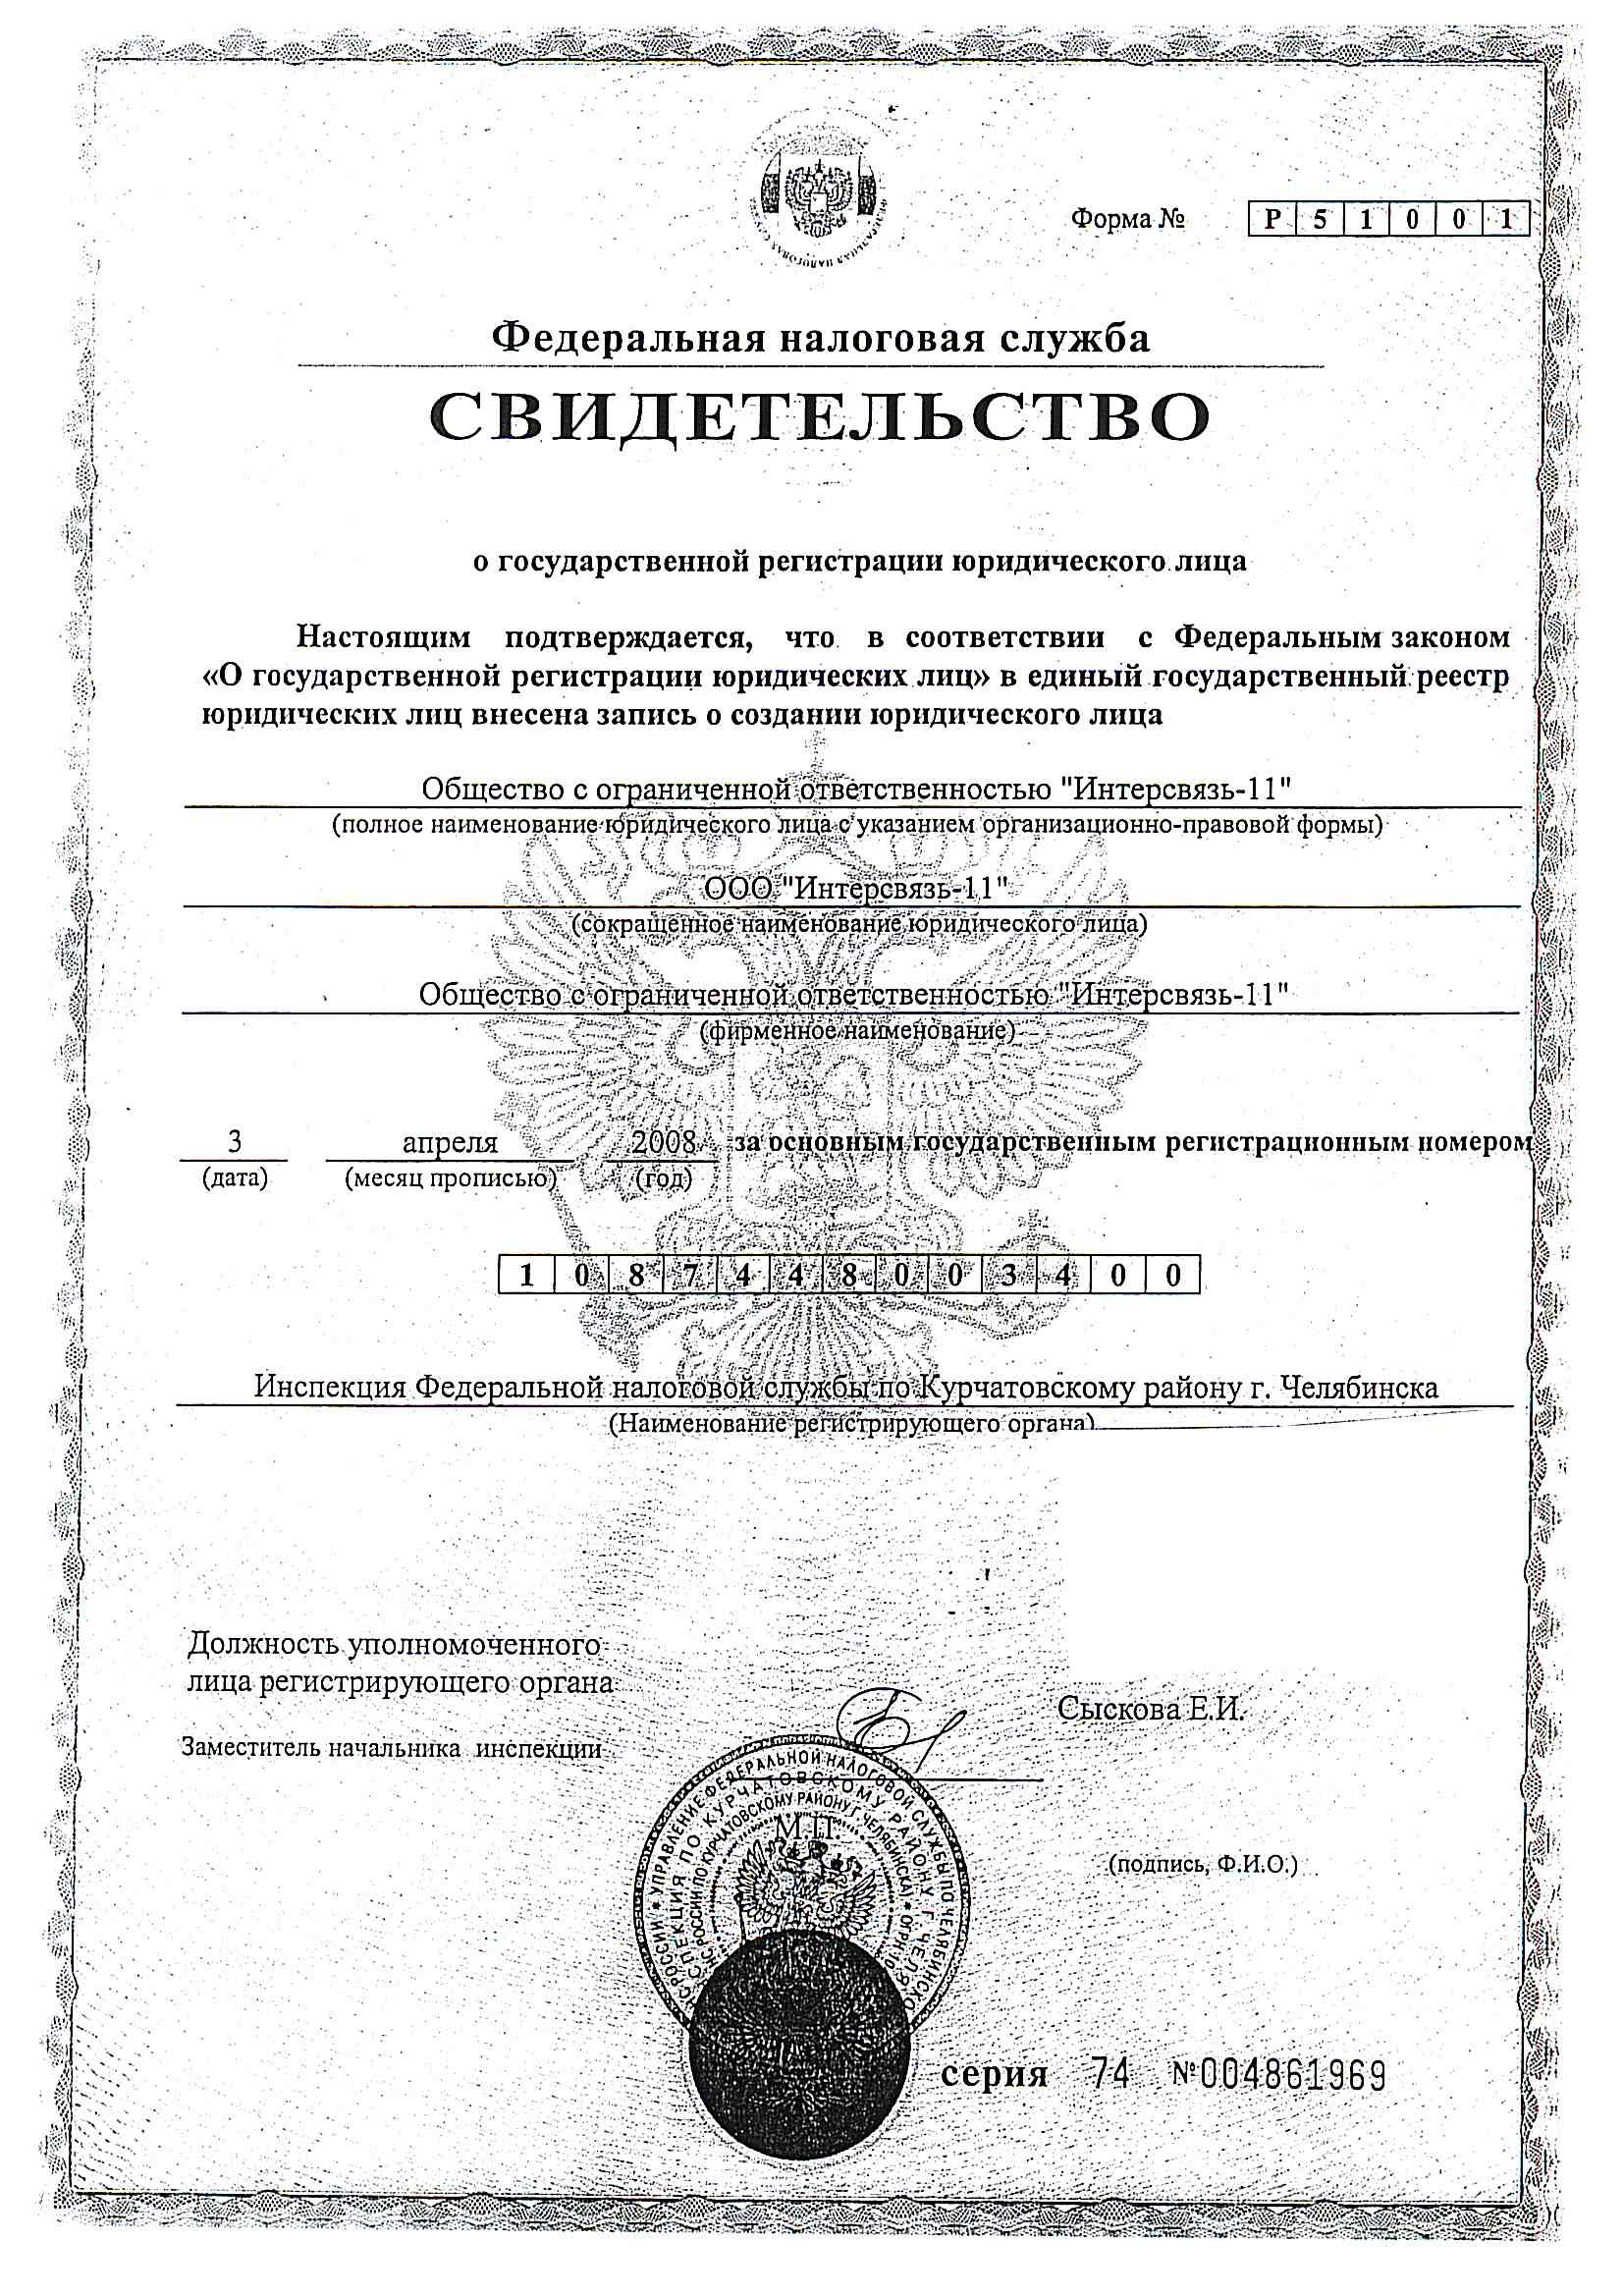 Форма № Р 5 1 0 0 1
Федеральная налоговая служба
СВИДЕТЕЛЬСТВО
о государственной регистрации юридического лица
Настоящим подтверждается, что в соответствии с Федеральным законом
«О государственной регистрации юридических лиц» в единый государственный реестр
юридических лиц внесена запись о создании юридического лица
Общество с ограниченной ответственностью "Интерсвязь-11"
(полное наименование юридического лица с указанием организационно-правовой формы)
ООО "Интерсвязь-11"
(сокращенное наименование юридического лица)
Общество с ограниченной ответственностью "Интерсвязь-11"
(фирменное наименование)
3 апреля 2008 за основным государственным регистрационным номером
(дата) (месяц прописью) (год)
1 0 8 7 4 4 8 0 0 3 4 0 0
Инспекция Федеральной налоговой службы по Курчатовскому району г. Челябинска
(Наименование регистрирующего органа)
Должность уполномоченного
лица регистрирующего органа
Сыскова Е.И.
Заместитель начальника инспекции
УПРАВЛЕНИЕ ФЕДЕРАЛЬНОЙ НАЛОГОВОЙ СЛУЖБЫ ПО
ПО КУРЧАТОВСКОМУ РАЙОНУ Г.
РОССИИ ПО КУРЧАТОВСКОМУ РАЙОНУ Г. ЧЕЛЯБИНСКА)
М.П.
(подпись, Ф.И.О.)
серия 74 №004861969